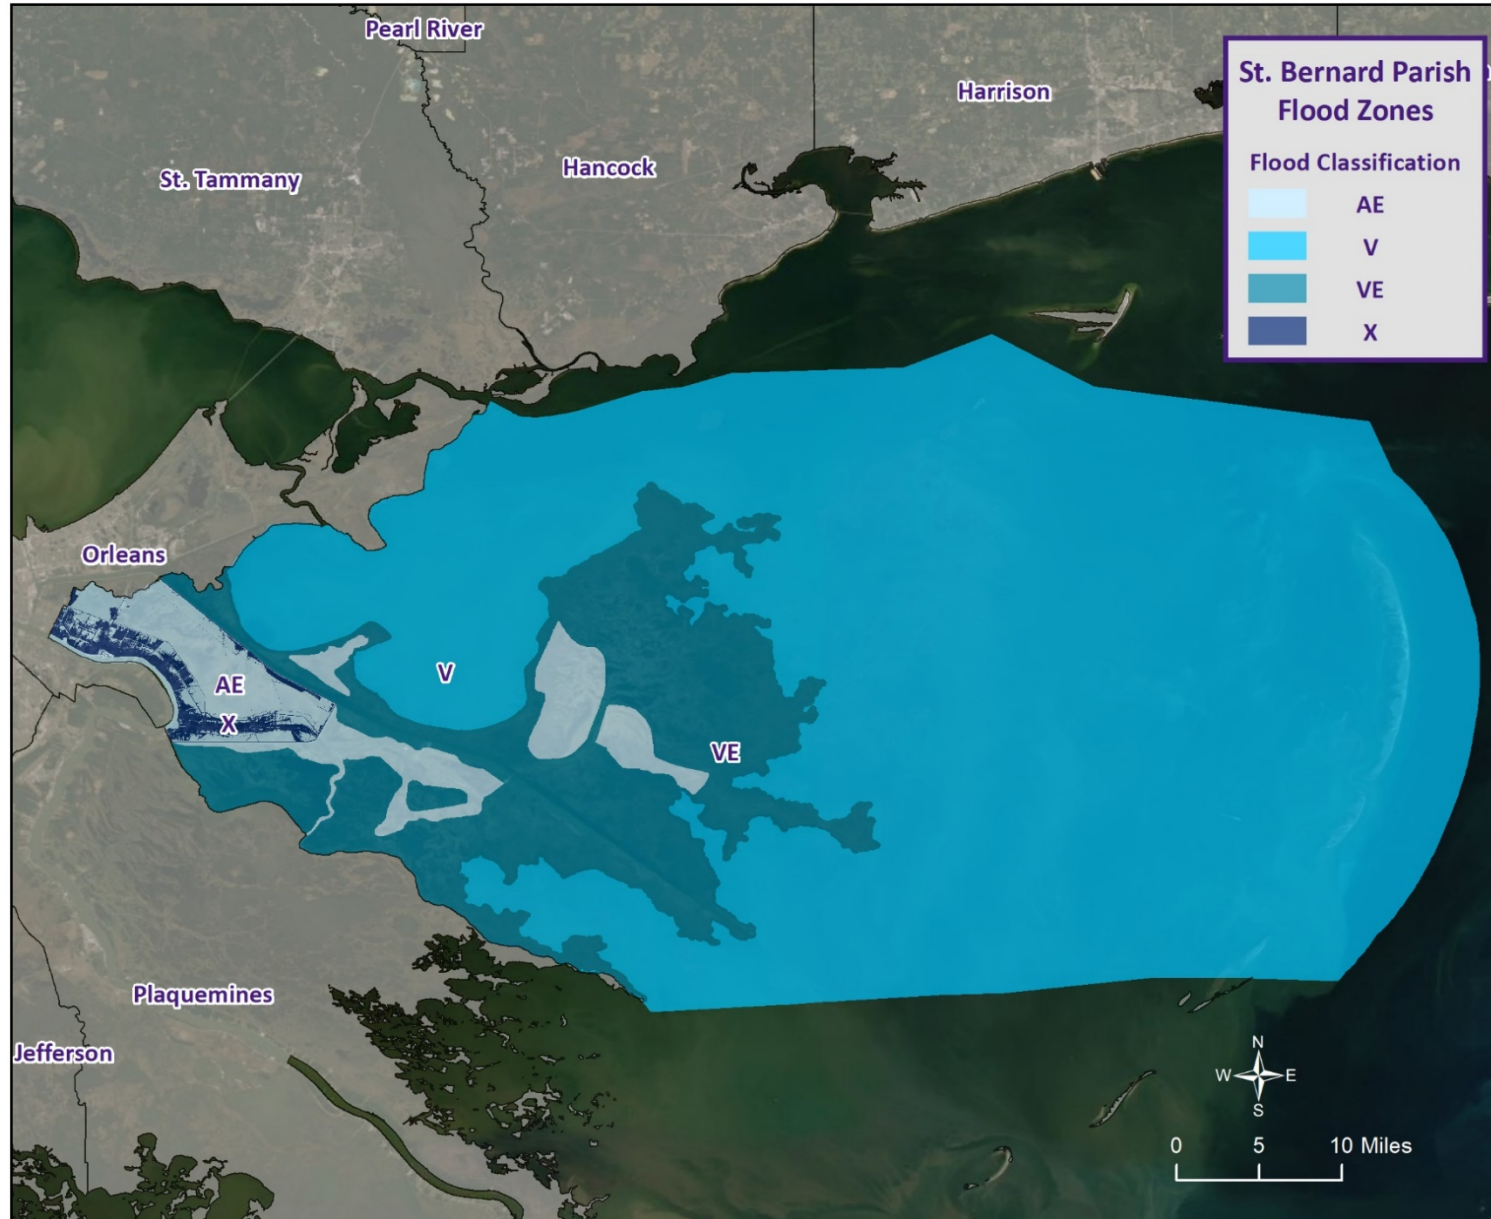 Pearl River
Harrison
St. Tammany
Hancock
St. Bernard Parish
Flood Zones
Flood Classification
AE
V
VE
X
Orleans
AE
X
V
VE
Plaquemines
Jefferson
N
W E
S
0 5 10 Miles